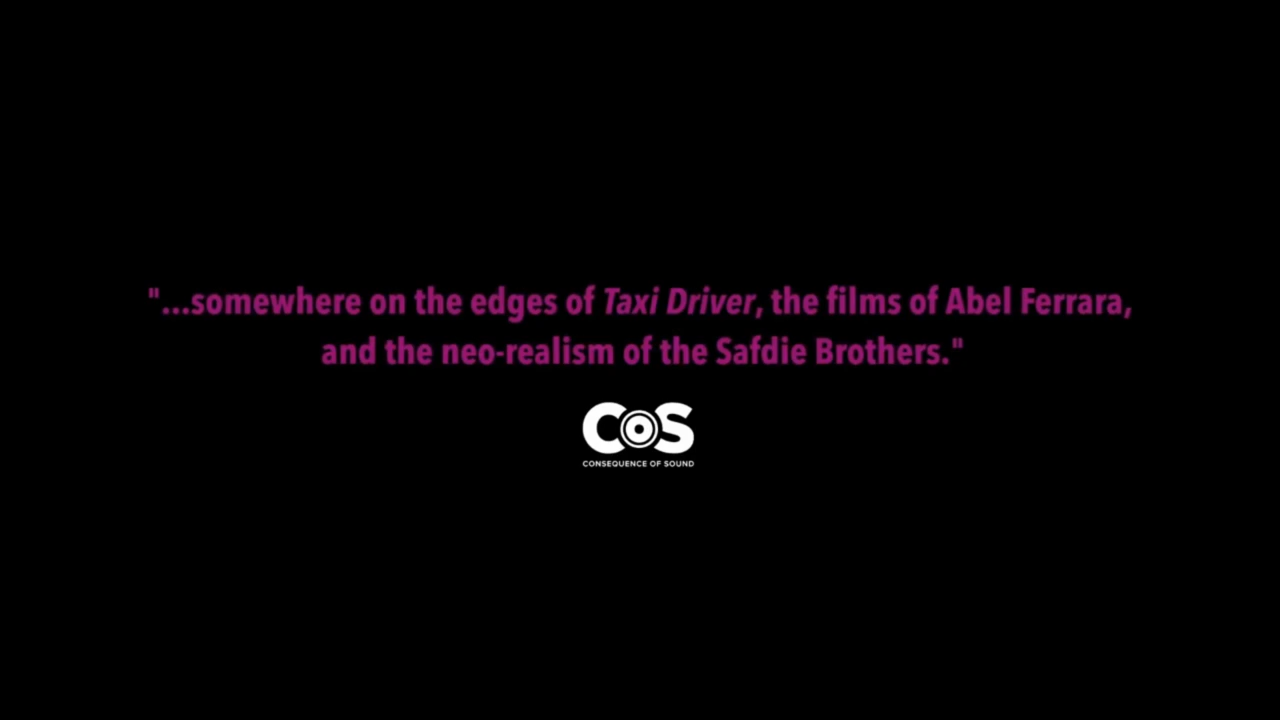 "...somewhere on the edges of Taxi Driver, the films of Abel Ferrara,
and the neo-realism of the Safdie Brothers."
CoS
CONSEQUENCE OF SOUND